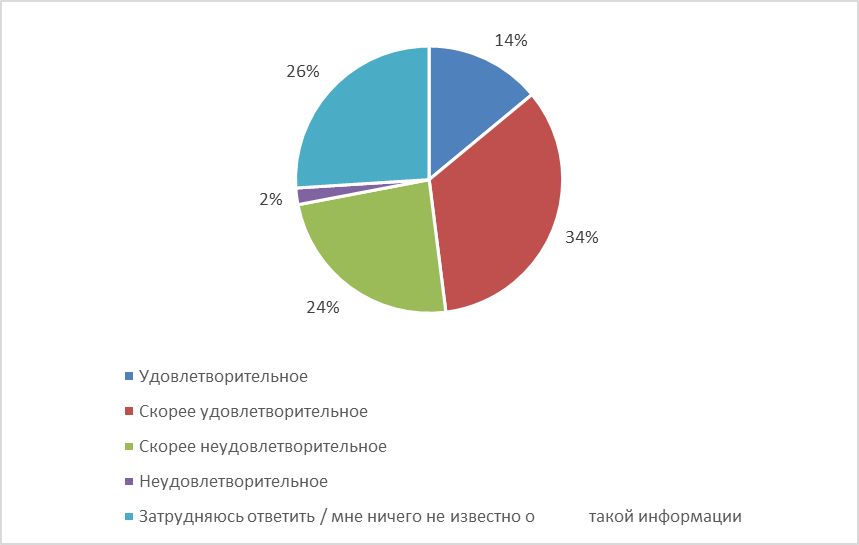 14%
26%
2%
34%
24%
Удовлетворительное
Скорее удовлетворительное
Скорее неудовлетворительное
Неудовлетворительное
Затрудняюсь ответить / мне ничего не известно о такой информации